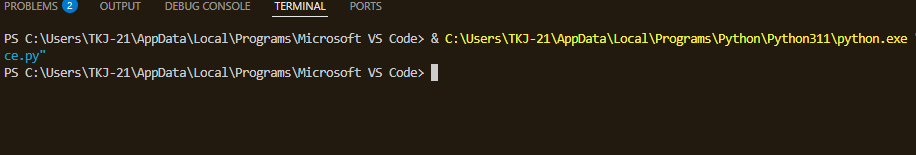 PROBLEMS 2 OUTPUT DEBUG CONSOLE TERMINAL PORTS
PS C:\Users\TKJ-21\AppData\Local\Programs\Microsoft VS Code> & C:\Users\TKJ-21\AppData\Local\Programs\Python\Python311\python.exe
ce.py"
PS C:\Users\TKJ-21\AppData\Local\Programs\Microsoft VS Code>